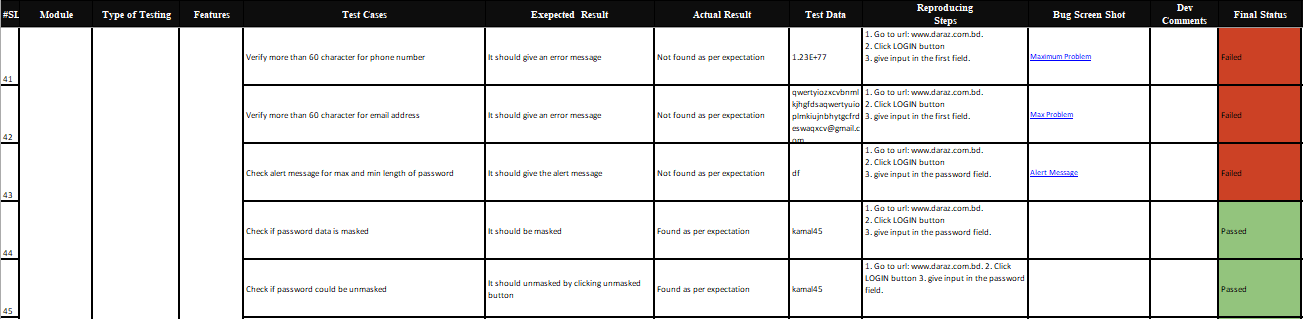 #SL Module Type of Testing Features Test Cases Exepected Result Actual Result Test Data Reproducing Steps Bug Screen Shot Dev Comments Final Status
41 Verify more than 60 character for phone number It should give an error message Not found as per expectation 1.23E+77
1. Go to url: www.daraz.com.bd.
2. Click LOGIN button
3. give input in the first field.
Maximum Problem Failed
42 Verify more than 60 character for email address It should give an error message Not found as per expectation
qwertyiozxcvbnml
kjhgfdsaqwertyuio
plmkiujnbhytgcfrd
eswaqxcv@gmail.c
om
1. Go to url: www.daraz.com.bd.
2. Click LOGIN button
3. give input in the first field.
Max Problem Failed
43 Check alert message for max and min length of password It should give the alert message Not found as per expectation df
1. Go to url: www.daraz.com.bd.
2. Click LOGIN button
3. give input in the password field.
Alert Message Failed
44 Check if password data is masked It should be masked Found as per expectation kamal45
1. Go to url: www.daraz.com.bd.
2. Click LOGIN button
3. give input in the password field.
Passed
45 Check if password could be unmasked
It should unmasked by clicking unmasked
button
Found as per expectation kamal45
1. Go to url: www.daraz.com.bd. 2. Click
LOGIN button 3. give input in the password
field.
Passed